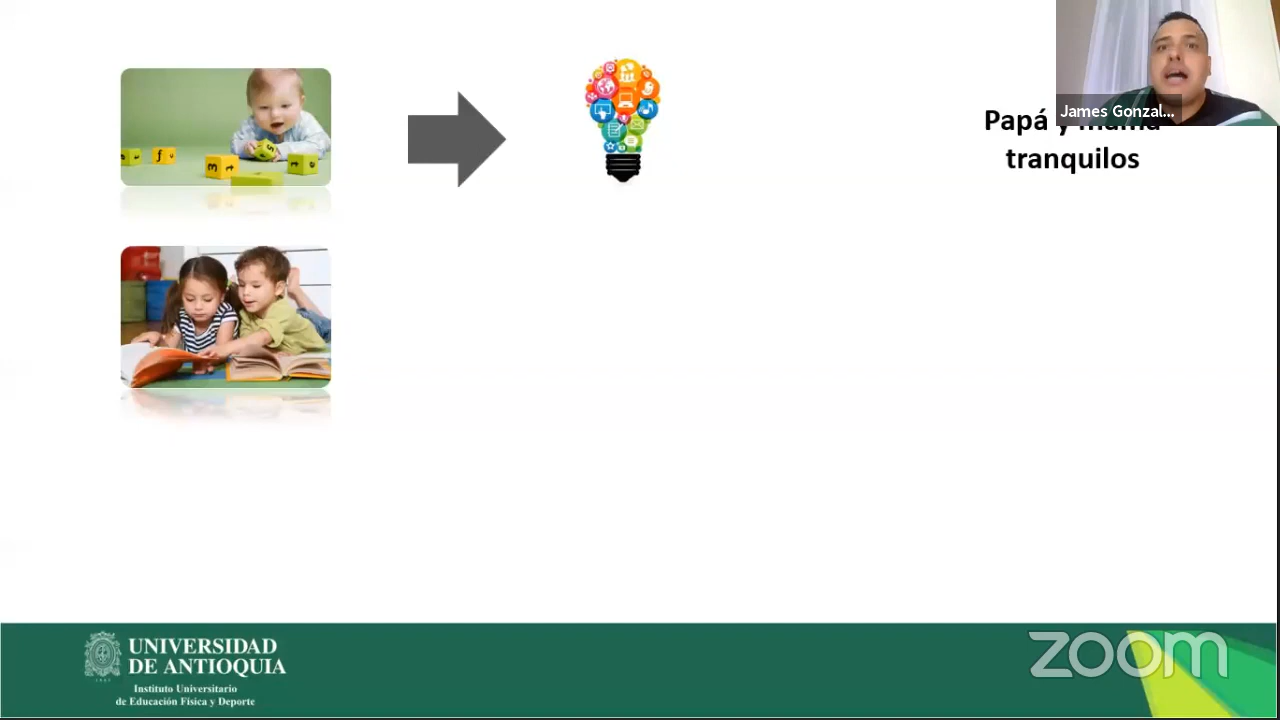 James Gonzal...
Papá y mamá
tranquilos
UNIVERSIDAD
DE ANTIOQUIA
Instituto Universitario
de Educación Física y Deporte
zoom